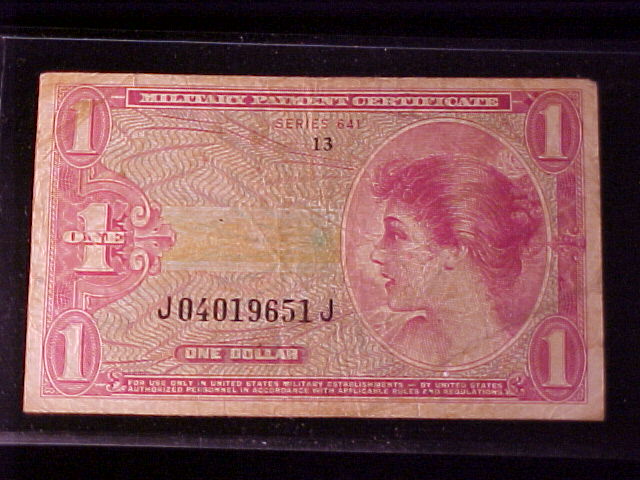 MILITARY PAYMENT CERTIFICATE
1 1
SERIES 641
13
1
ONE
J04019651J
1 1
ONE DOLLAR
FOR USE ONLY IN UNITED STATES MILITARY ESTABLISHMENTS — BY UNITED STATES
AUTHORIZED PERSONNEL IN ACCORDANCE WITH APPLICABLE RULES AND REGULATIONS.